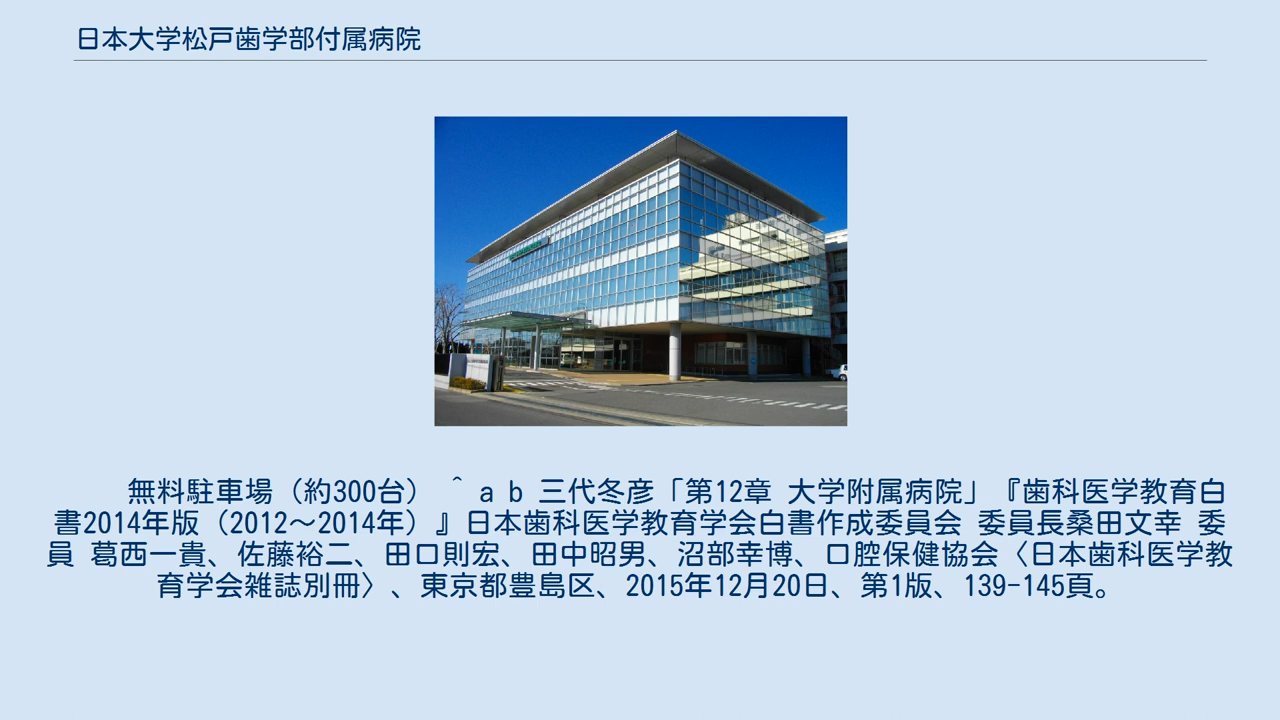 日本大学松戸歯学部付属病院
無料駐車場（約300台） ^ a b 三代冬彦「第12章 大学附属病院」『歯科医学教育白
書2014年版（2012～2014年）』日本歯科医学教育学会白書作成委員会 委員長桑田文幸 委
員 葛西一貴、佐藤裕二、田口則宏、田中昭男、沼部幸博、口腔保健協会〈日本歯科医学教
育学会雑誌別冊〉、東京都豊島区、2015年12月20日、第1版、139-145頁。